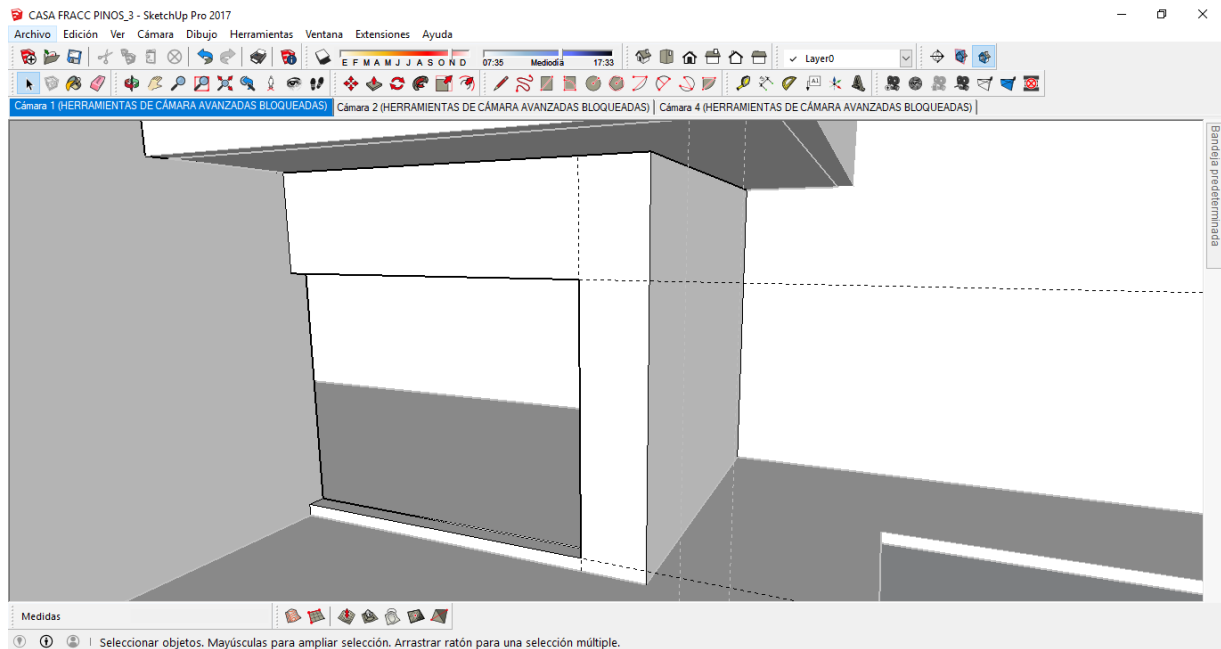 CASA FRACC PINOS_3 - SketchUp Pro 2017
Archivo Edición Ver Cámara Dibujo Herramientas Ventana Extensiones Ayuda
E F M A M J J A S O N D 07:35 Mediodía 17:33 Layer0
Cámara 1 (HERRAMIENTAS DE CÁMARA AVANZADAS BLOQUEADAS) Cámara 2 (HERRAMIENTAS DE CÁMARA AVANZADAS BLOQUEADAS) Cámara 4 (HERRAMIENTAS DE CÁMARA AVANZADAS BLOQUEADAS)
Bandeja predeterminada
Medidas
Seleccionar objetos. Mayúsculas para ampliar selección. Arrastrar ratón para una selección múltiple.